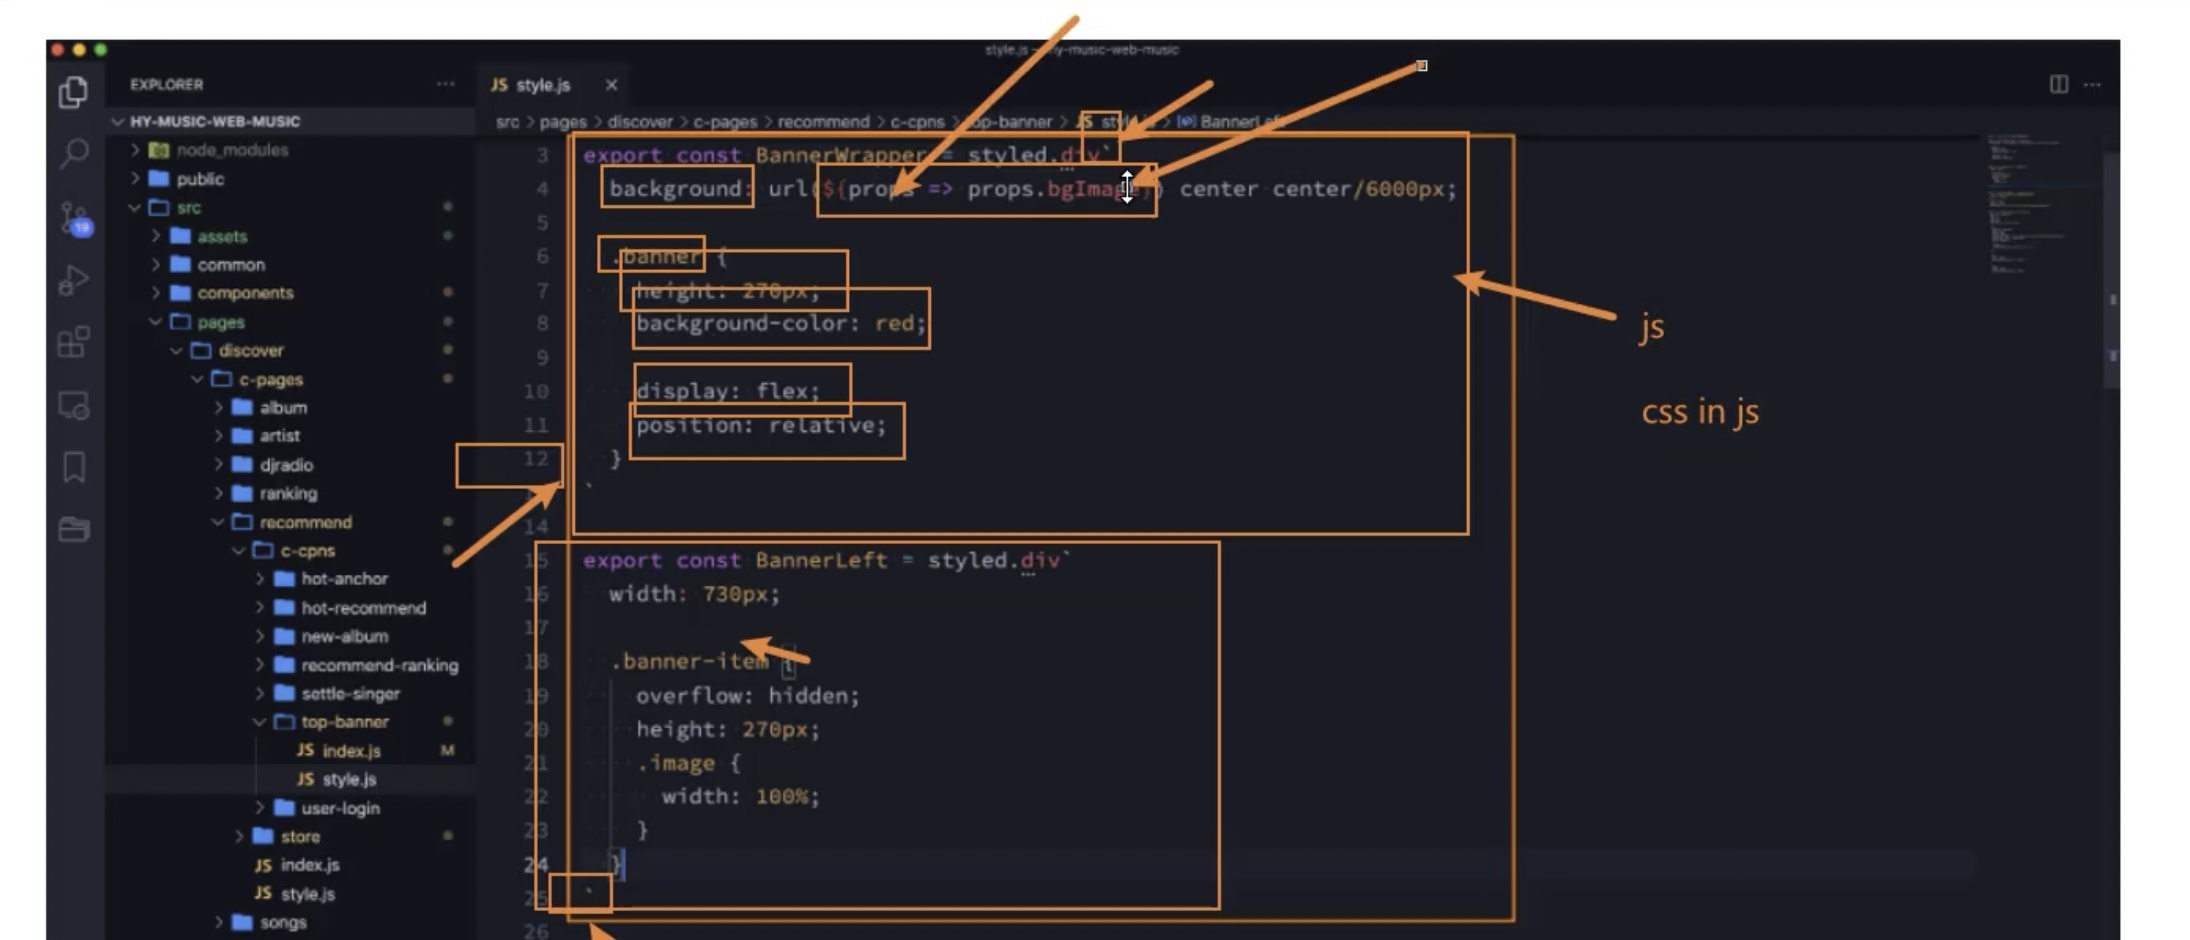 style.js — hy-music-web-music
EXPLORER
JS style.js
HY-MUSIC-WEB-MUSIC
src > pages > discover > c-pages > recommend > c-cpns > top-banner > JS style.js > BannerLeft
node_modules
public
src
19
assets
common
components
pages
discover
c-pages
album
artist
djradio
ranking
recommend
c-cpns
hot-anchor
hot-recommend
new-album
recommend-ranking
settle-singer
top-banner
JS index.js M
JS style.js
user-login
store
JS index.js
JS style.js
songs
3 export const BannerWrapper = styled.div`
4 background: url(${props => props.bgImage}) center center/6000px;
5
6 .banner {
7 height: 270px;
8 background-color: red;
9
10 display: flex;
11 position: relative;
12 }
`
14
15 export const BannerLeft = styled.div`
16 width: 730px;
17
18 .banner-item {
19 overflow: hidden;
20 height: 270px;
21 .image {
22 width: 100%;
23 }
24 }
25 `
26
js
css in js